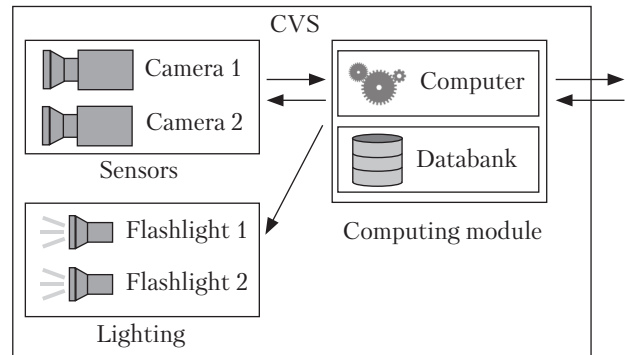 CVS
Camera 1
Camera 2
Sensors
Computer
Databank
Computing module
Flashlight 1
Flashlight 2
Lighting